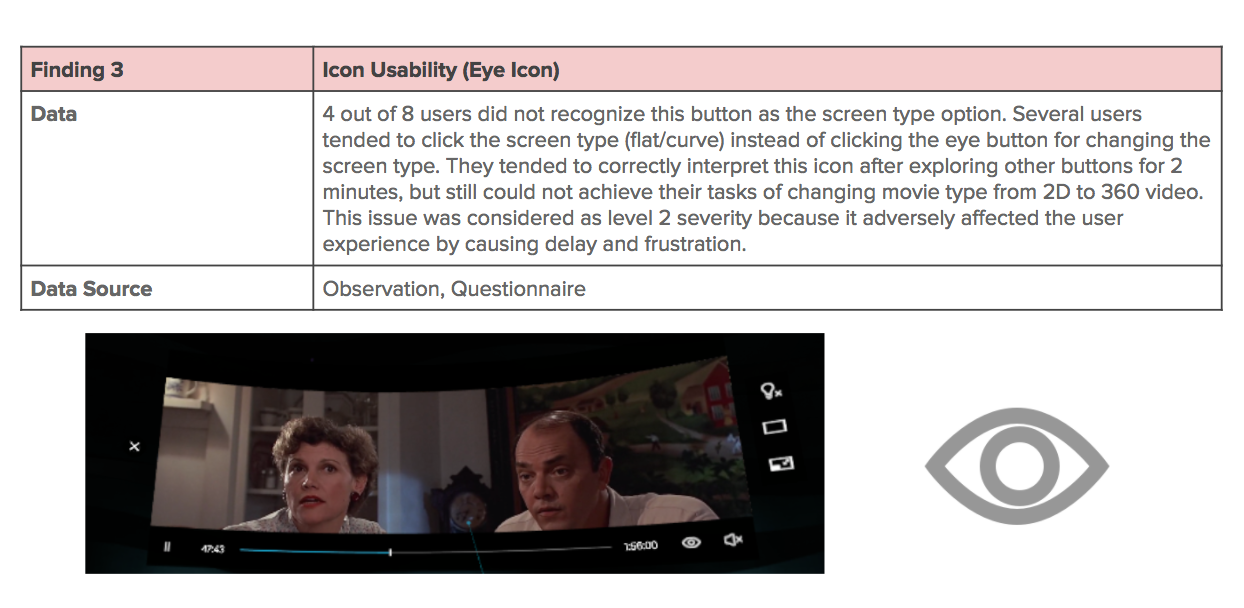 Finding 3
Icon Usability (Eye Icon)
Data
4 out of 8 users did not recognize this button as the screen type option. Several users
tended to click the screen type (flat/curve) instead of clicking the eye button for changing the
screen type. They tended to correctly interpret this icon after exploring other buttons for 2
minutes, but still could not achieve their tasks of changing movie type from 2D to 360 video.
This issue was considered as level 2 severity because it adversely affected the user
experience by causing delay and frustration.
Data Source
Observation, Questionnaire
47:43
1:56:00